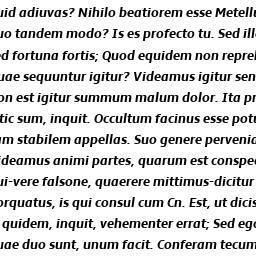 uid adiuvas? Nihilo beatiorem esse Metellu
uo tandem modo? Is es profecto tu. Sed ill
ed fortuna fortis; Quod equidem non repre
uae sequuntur igitur? Videamus igitur sen
on est igitur summum malum dolor. Ita pr
tic sum, inquit. Occultum facinus esse potu
am stabilem appellas. Suo genere pervenia
ideamus animi partes, quarum est conspec
ui-vere falsone, quaerere mittimus-dicitur
orquatus, is qui consul cum Cn. Est, ut dicis
quidem, inquit, vehementer errat; Sed ego
uae duo sunt, unum facit. Conferam tecum